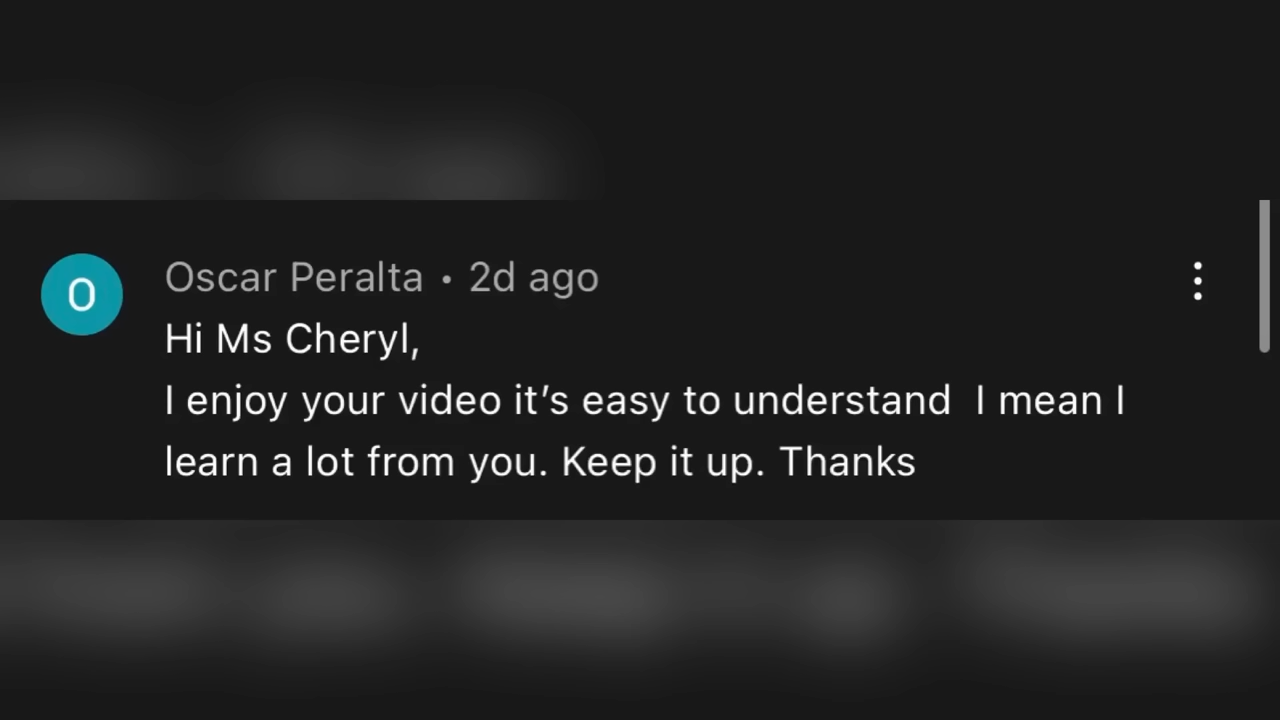 O
Oscar Peralta • 2d ago
Hi Ms Cheryl,
I enjoy your video it’s easy to understand  I mean I
learn a lot from you. Keep it up. Thanks